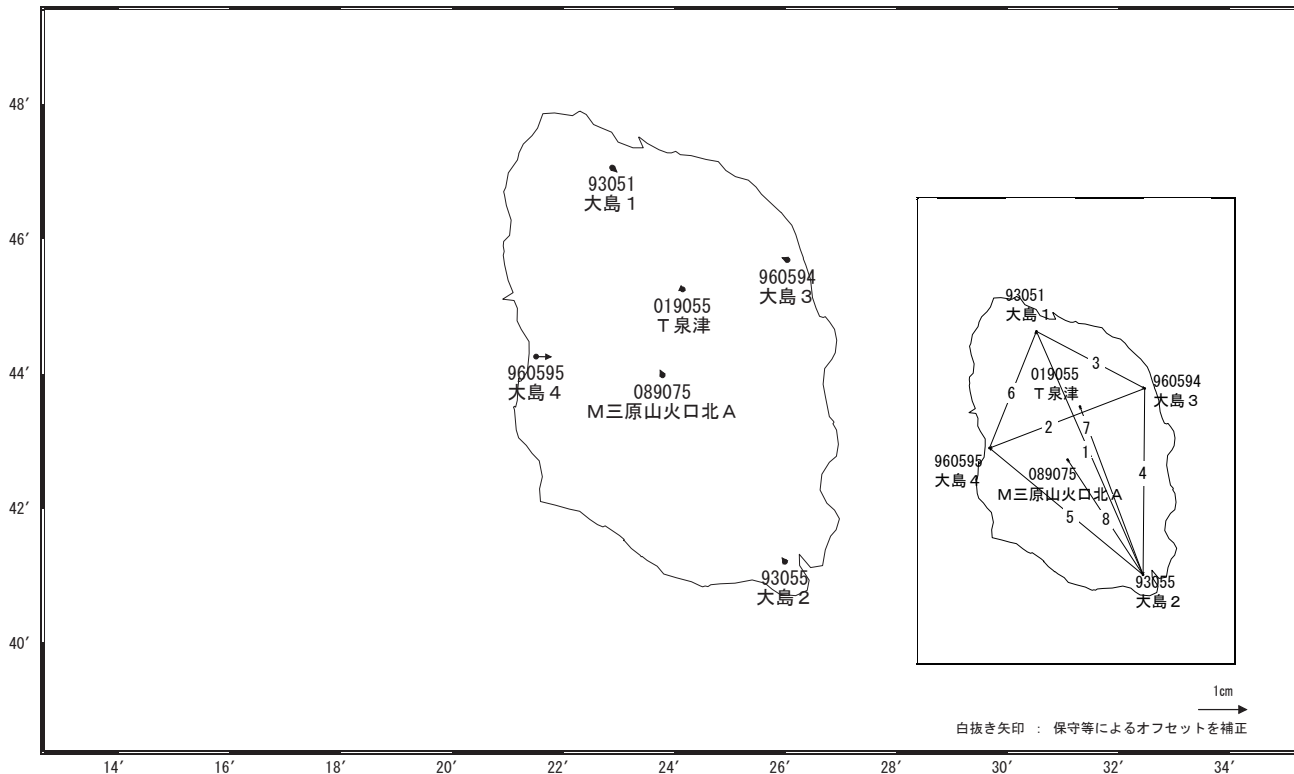 48′
46′
44′
42′
40′
93051
大島１
960594
大島３
019055
Ｔ泉津
960595
大島４
089075
Ｍ三原山火口北Ａ
93055
大島２
93051
大島１
3
019055
Ｔ泉津
960594
大島３
6
2
7
1
960595
大島４
089075
Ｍ三原山火口北Ａ
4
5
8
93055
大島２
1cm
白抜き矢印 ： 保守等によるオフセットを補正
14′ 16′ 18′ 20′ 22′ 24′ 26′ 28′ 30′ 32′ 34′